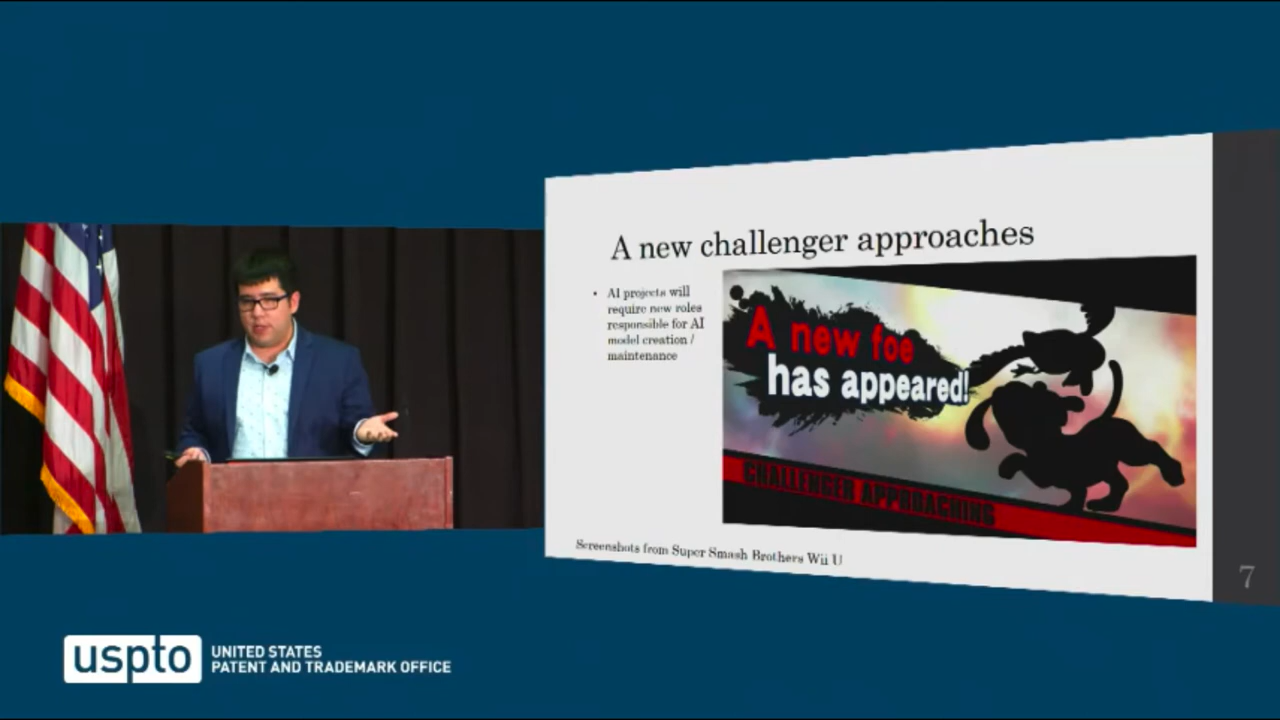 A new challenger approaches
• AI projects will
require new roles
responsible for AI
model creation /
maintenance
A new foe
has appeared!
CHALLENGER APPROACHING
Screenshots from Super Smash Brothers Wii U
7
uspto
UNITED STATES
PATENT AND TRADEMARK OFFICE